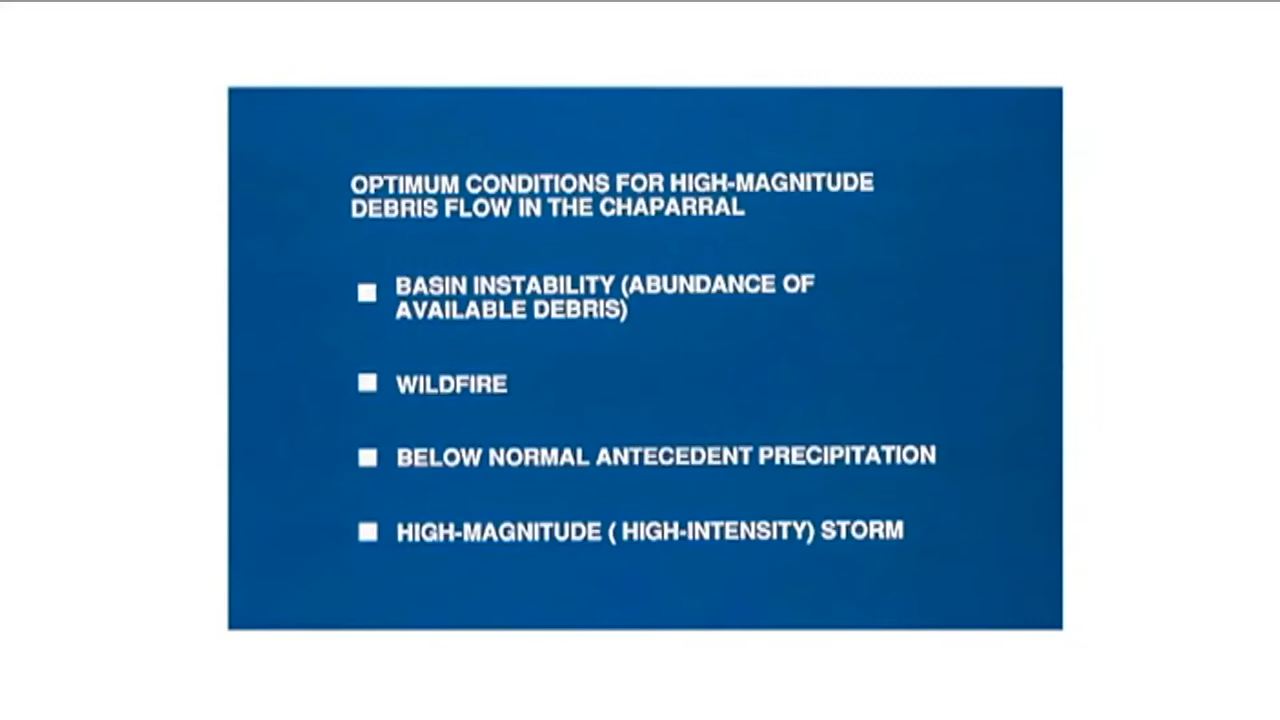 OPTIMUM CONDITIONS FOR HIGH-MAGNITUDE
DEBRIS FLOW IN THE CHAPARRAL
BASIN INSTABILITY (ABUNDANCE OF
AVAILABLE DEBRIS)
WILDFIRE
BELOW NORMAL ANTECEDENT PRECIPITATION
HIGH-MAGNITUDE ( HIGH-INTENSITY) STORM